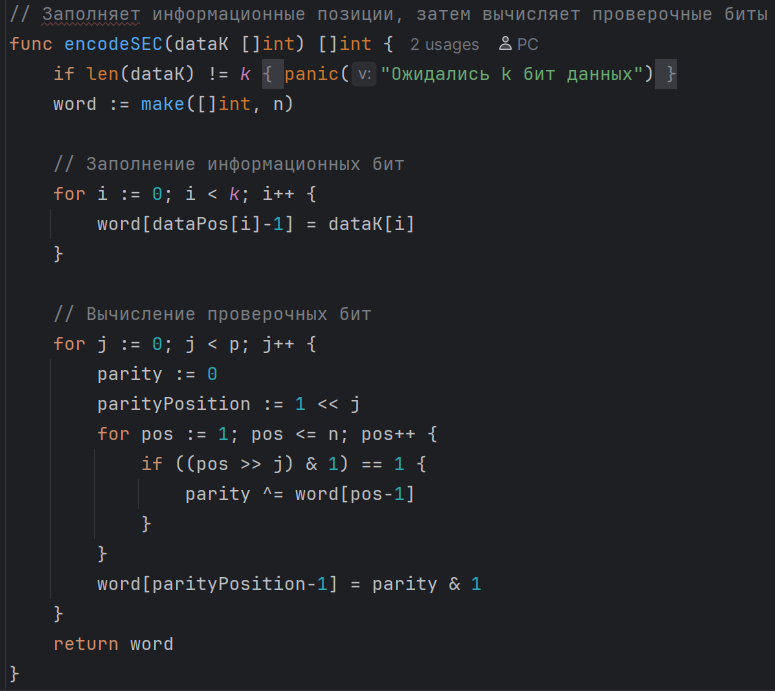 // Заполняет информационные позиции, затем вычисляет проверочные биты
func encodeSEC(dataK []int) []int { 2 usages PC
    if len(dataK) != k { panic( v: "Ожидались k бит данных") }
    word := make([]int, n)

    // Заполнение информационных бит
    for i := 0; i < k; i++ {
        word[dataPos[i]-1] = dataK[i]
    }

    // Вычисление проверочных бит
    for j := 0; j < p; j++ {
        parity := 0
        parityPosition := 1 << j
        for pos := 1; pos <= n; pos++ {
            if ((pos >> j) & 1) == 1 {
                parity ^= word[pos-1]
            }
        }
        word[parityPosition-1] = parity & 1
    }
    return word
}